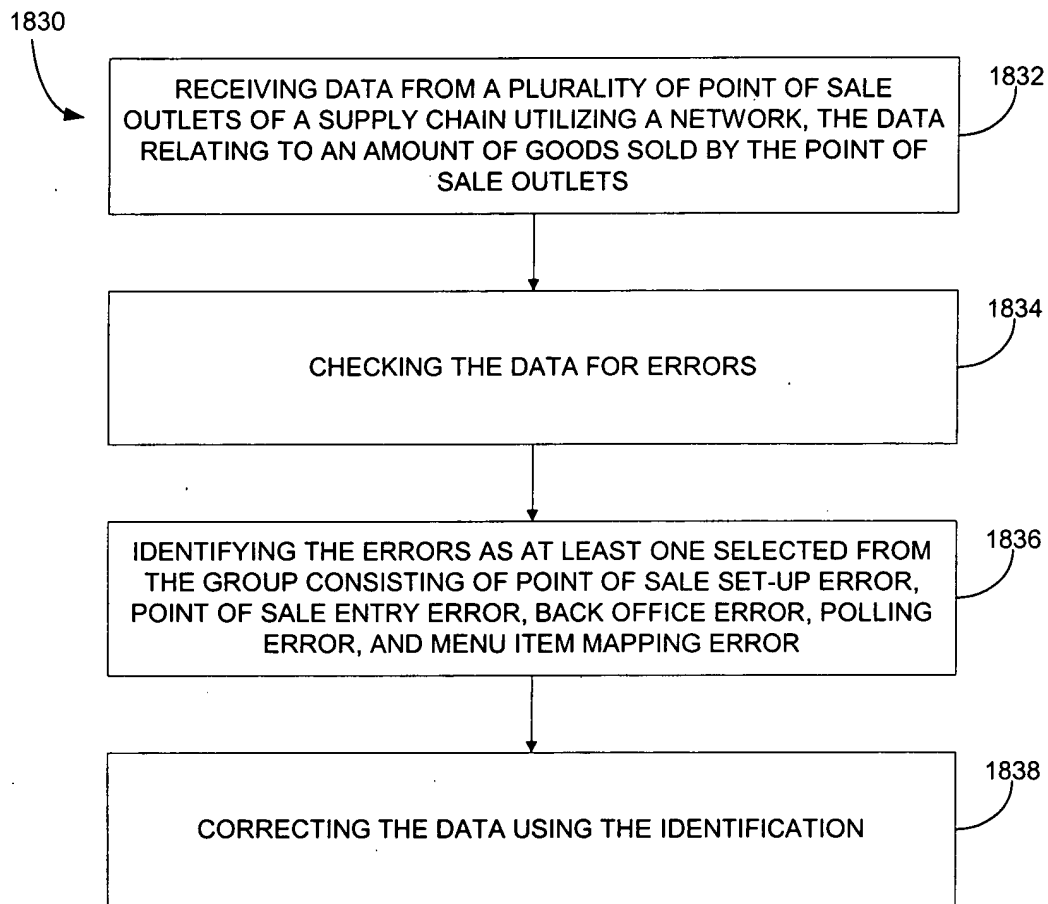 1830
RECEIVING DATA FROM A PLURALITY OF POINT OF SALE
OUTLETS OF A SUPPLY CHAIN UTILIZING A NETWORK, THE DATA
RELATING TO AN AMOUNT OF GOODS SOLD BY THE POINT OF
SALE OUTLETS
1832
CHECKING THE DATA FOR ERRORS
1834
IDENTIFYING THE ERRORS AS AT LEAST ONE SELECTED FROM
THE GROUP CONSISTING OF POINT OF SALE SET-UP ERROR,
POINT OF SALE ENTRY ERROR, BACK OFFICE ERROR, POLLING
ERROR, AND MENU ITEM MAPPING ERROR
1836
CORRECTING THE DATA USING THE IDENTIFICATION
1838